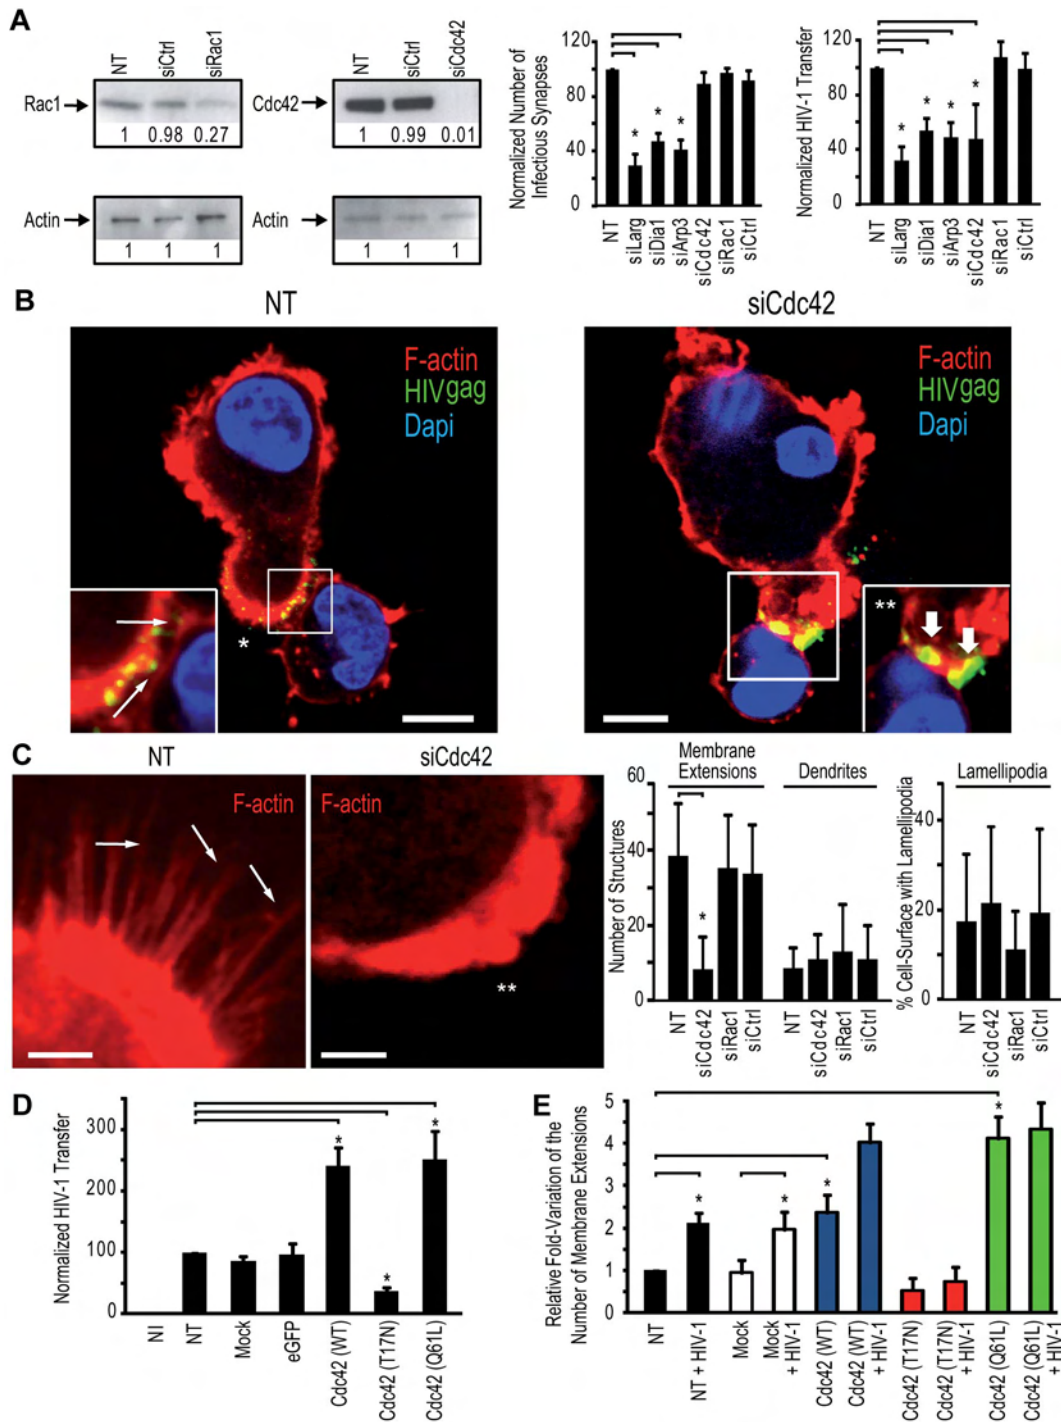 A
NT
siCtrl
siRac1
Rac1
1 0.98 0.27
Actin
1 1 1
NT
siCtrl
siCdc42
Cdc42
1 0.99 0.01
Actin
1 1 1
Normalized Number of
Infectious Synapses
120
80
40
0
* * *
NT
siLarg
siDia1
siArp3
siCdc42
siRac1
siCtrl
Normalized HIV-1 Transfer
120
80
40
0
* * * *
NT
siLarg
siDia1
siArp3
siCdc42
siRac1
siCtrl
B
NT
F-actin
HIVgag
Dapi
*
siCdc42
F-actin
HIVgag
Dapi
**
C
NT
F-actin
siCdc42
F-actin
**
Number of Structures
60
40
20
0
Membrane
Extensions
*
NT
siCdc42
siRac1
siCtrl
Dendrites
NT
siCdc42
siRac1
siCtrl
% Cell-Surface with Lamellipodia
40
20
0
Lamellipodia
NT
siCdc42
siRac1
siCtrl
D
Normalized HIV-1 Transfer
300
200
100
0
* * *
NI
NT
Mock
eGFP
Cdc42 (WT)
Cdc42 (T17N)
Cdc42 (Q61L)
E
Relative Fold-Variation of the
Number of Membrane Extensions
5
4
5
2
1
0
* * * *
NT
NT + HIV-1
Mock
Mock
+ HIV-1
Cdc42 (WT)
Cdc42 (WT)
+ HIV-1
Cdc42 (T17N)
Cdc42 (T17N)
+ HIV-1
Cdc42 (Q61L)
Cdc42 (Q61L)
+ HIV-1